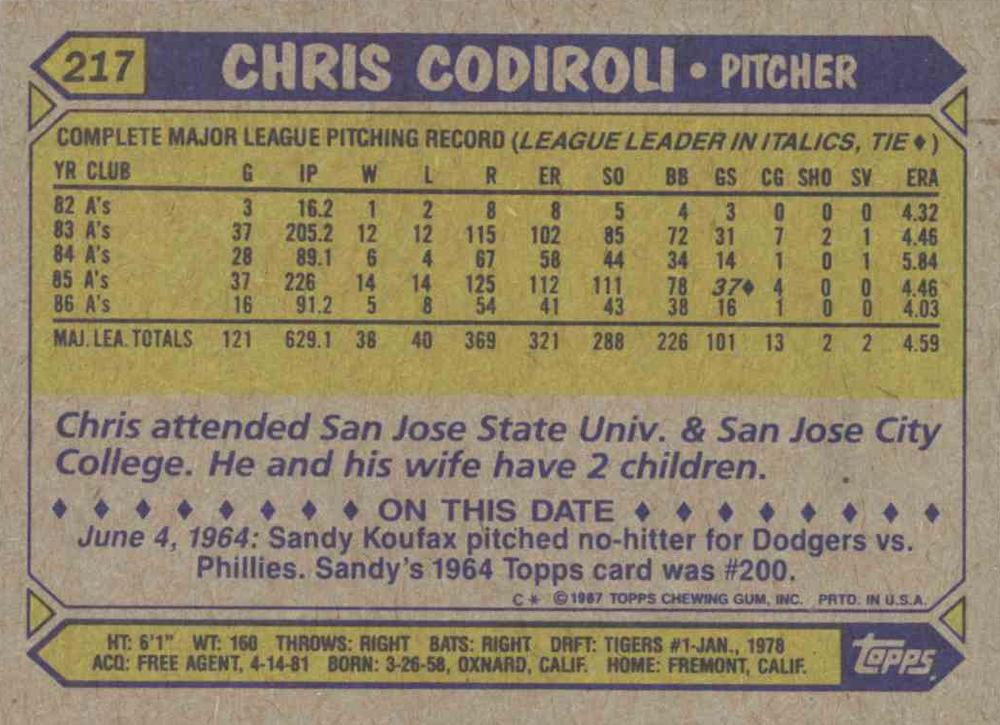 217 CHRIS CODIROLI • PITCHER
COMPLETE MAJOR LEAGUE PITCHING RECORD (LEAGUE LEADER IN ITALICS, TIE ♦)
YR CLUB G IP W L R ER SO BB GS CG SHO SV ERA
82 A's 3 16.2 1 2 8 8 5 4 3 0 0 0 4.32
83 A's 37 205.2 12 12 115 102 85 72 31 7 2 1 4.46
84 A's 28 89.1 6 4 67 58 44 34 14 1 0 1 5.84
85 A's 37 226 14 14 125 112 111 78 37♦ 4 0 0 4.46
86 A's 16 91.2 5 8 54 41 43 38 16 1 0 0 4.03
MAJ. LEA. TOTALS 121 629.1 38 40 369 321 288 226 101 13 2 2 4.59
Chris attended San Jose State Univ. & San Jose City
College. He and his wife have 2 children.
♦ ♦ ♦ ♦ ♦ ♦ ♦ ♦ ON THIS DATE ♦ ♦ ♦ ♦ ♦ ♦ ♦ ♦
June 4, 1964: Sandy Koufax pitched no-hitter for Dodgers vs.
Phillies. Sandy's 1964 Topps card was #200.
C* ©1987 TOPPS CHEWING GUM, INC. PRTD. IN U.S.A.
HT: 6'1" WT: 160 THROWS: RIGHT BATS: RIGHT DRFT: TIGERS #1-JAN., 1978
ACQ: FREE AGENT, 4-14-81 BORN: 3-26-58, OXNARD, CALIF. HOME: FREMONT, CALIF.
Topps